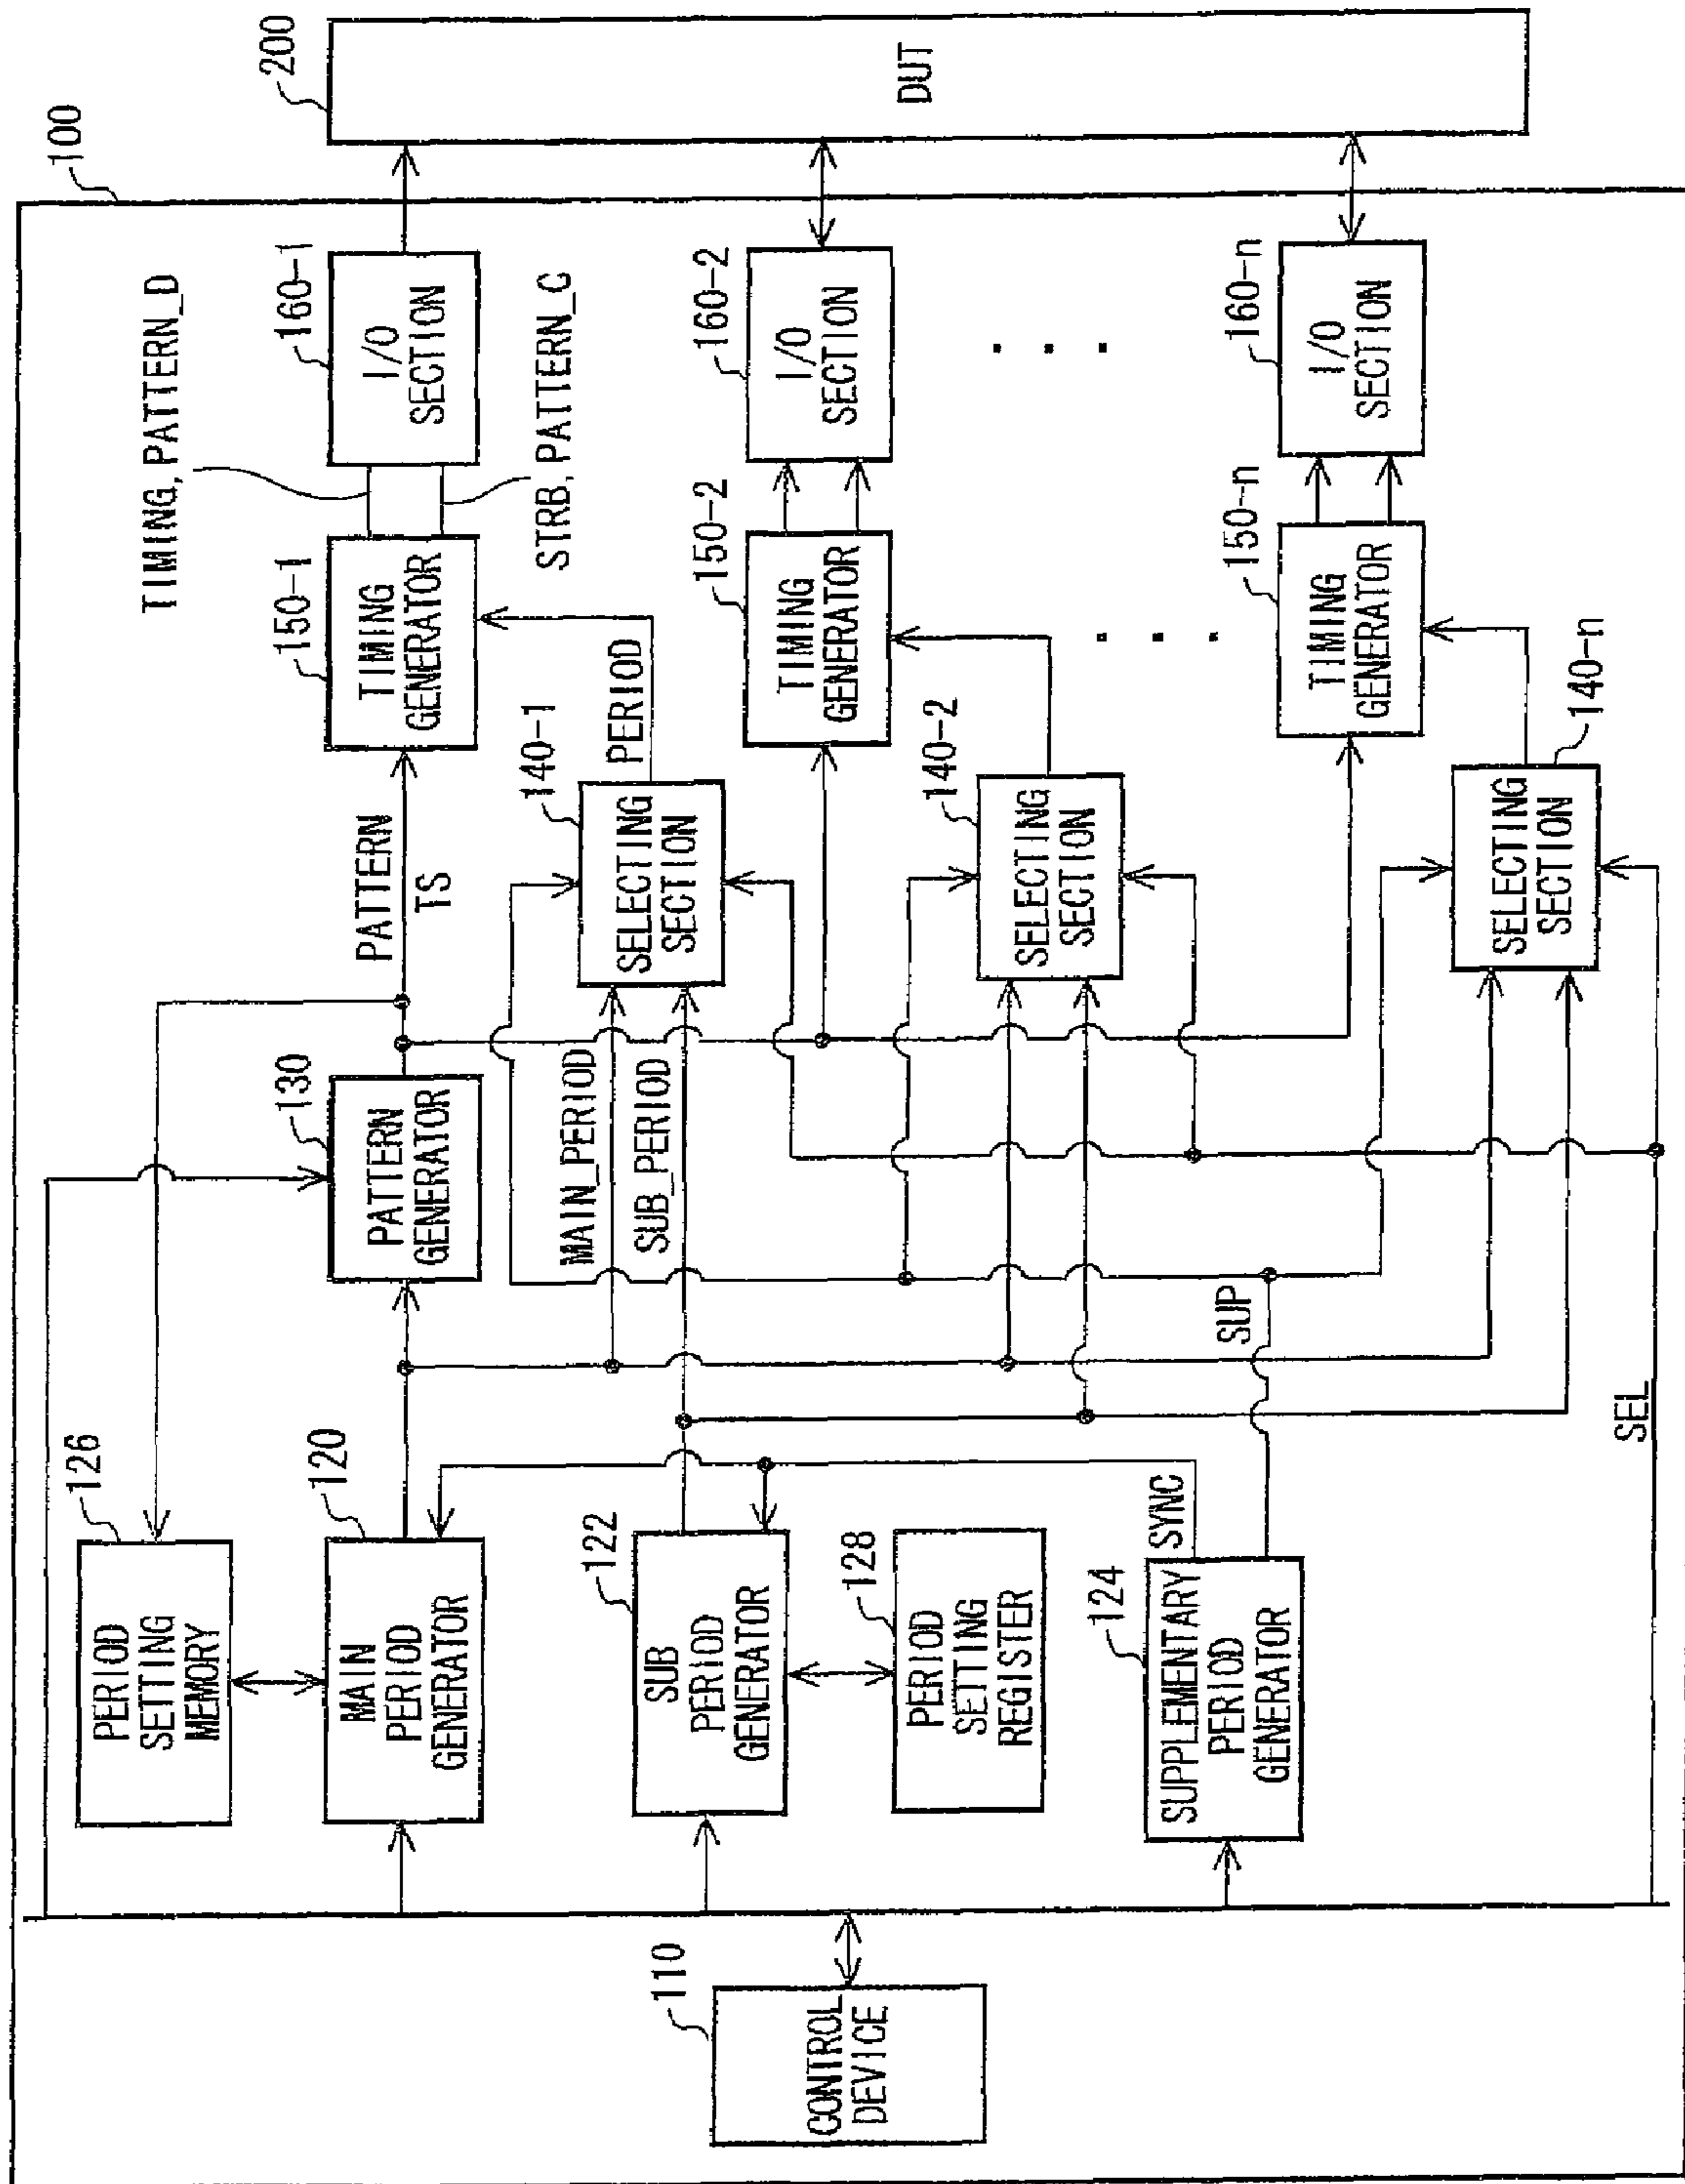 100
200
DUT
TIMING, PATTERN_D
STRB, PATTERN_C
160-1
I/O
SECTION
160-2
I/O
SECTION
160-n
I/O
SECTION
150-1
TIMING
GENERATOR
150-2
TIMING
GENERATOR
150-n
TIMING
GENERATOR
PATTERN
TS
PERIOD
140-1
SELECTING
SECTION
140-2
SELECTING
SECTION
140-n
SELECTING
SECTION
130
PATTERN
GENERATOR
MAIN_PERIOD
SUB_PERIOD
SUP
SEL
SYNC
126
PERIOD
SETTING
MEMORY
120
MAIN
PERIOD
GENERATOR
122
SUB
PERIOD
GENERATOR
128
PERIOD
SETTING
REGISTER
124
SUPPLEMENTARY
PERIOD
GENERATOR
110
CONTROL
DEVICE